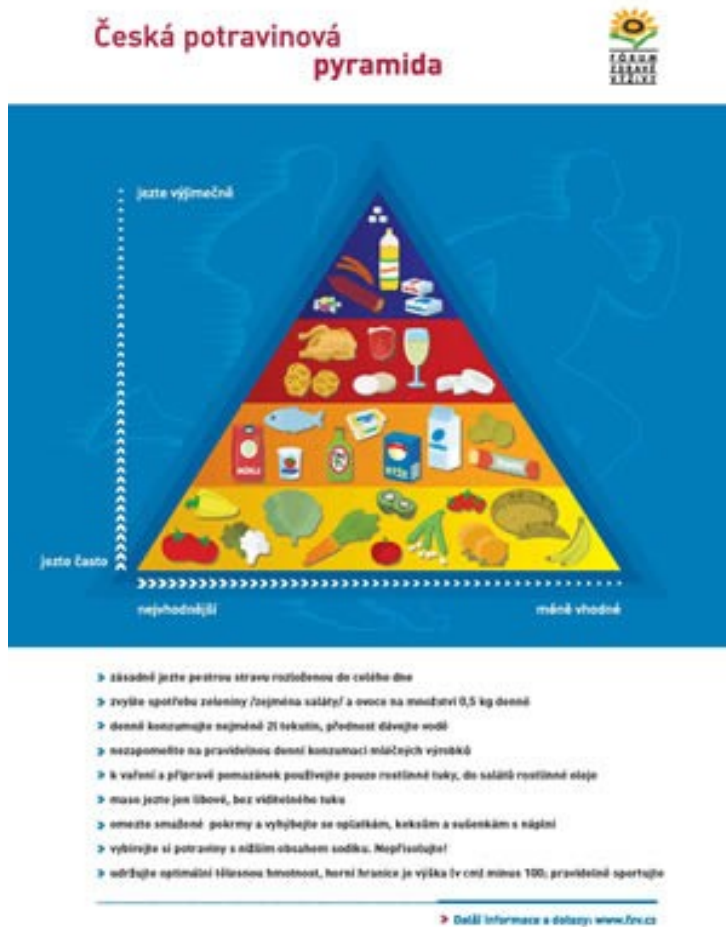 Česká potravinová
pyramida
FÓRUM
ZDRAVÉ
VÝŽIVY
jezte výjimečně
RÝŽE
jezte často
nejvhodnější
méně vhodné
zásadně jezte pestrou stravu rozloženou do celého dne
zvyšte spotřebu zeleniny /zejména saláty/ a ovoce na množství 0,5 kg denně
denně konzumujte nejméně 2l tekutin, přednost dávejte vodě
nezapomeňte na pravidelnou denní konzumaci mléčných výrobků
k vaření a přípravě pomazánek používejte pouze rostlinné tuky, do salátů rostlinné oleje
maso jezte jen libové, bez viditelného tuku
omezte smažené pokrmy a vyhýbejte se oplatkám, keksům a sušenkám s náplní
vybírejte si potraviny s nižším obsahem sodíku. Nepřisolujte!
udržujte optimální tělesnou hmotnost, horní hranice je výška (v cm) minus 100; pravidelně sportujte
Další informace a dotazy: www.fzv.cz